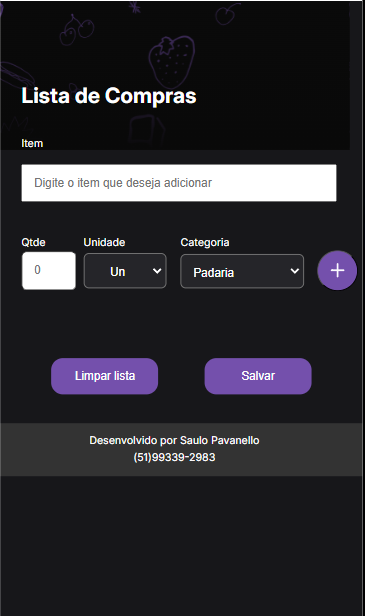 Lista de Compras
Item
Digite o item que deseja adicionar
Qtde Unidade Categoria
0 Un Padaria +
Limpar lista Salvar
Desenvolvido por Saulo Pavanello
(51)99339-2983